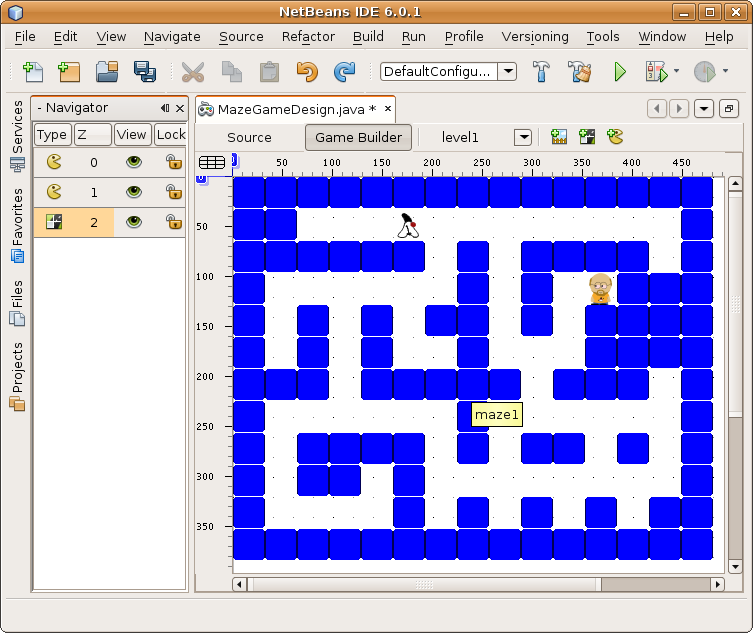 NetBeans IDE 6.0.1
File Edit View Navigate Source Refactor Build Run Profile Versioning Tools Window Help
DefaultConfigu...
Services
Favorites
Files
Projects
- Navigator
Type Z View Lock
0
1
2
MazeGameDesign.java *
Source Game Builder level1
0 50 100 150 200 250 300 350 400 450
0
50
100
150
200
250
300
350
maze1